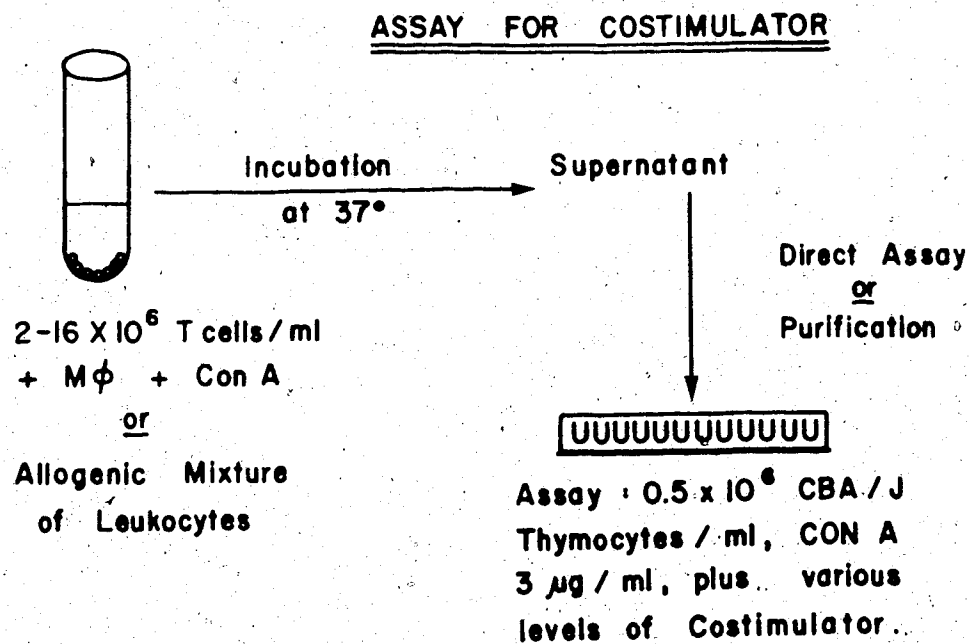 ASSAY FOR COSTIMULATOR
Incubation
at 37°
Supernatant
Direct Assay
or
Purification
2-16 X 10⁶ T cells/ml
+ Mϕ + Con A
or
Allogenic Mixture
of Leukocytes
UUUUUUUUUUUU
Assay : 0.5 x 10⁶ CBA/J
Thymocytes/ml, CON A
3 µg/ml, plus various
levels of Costimulator.